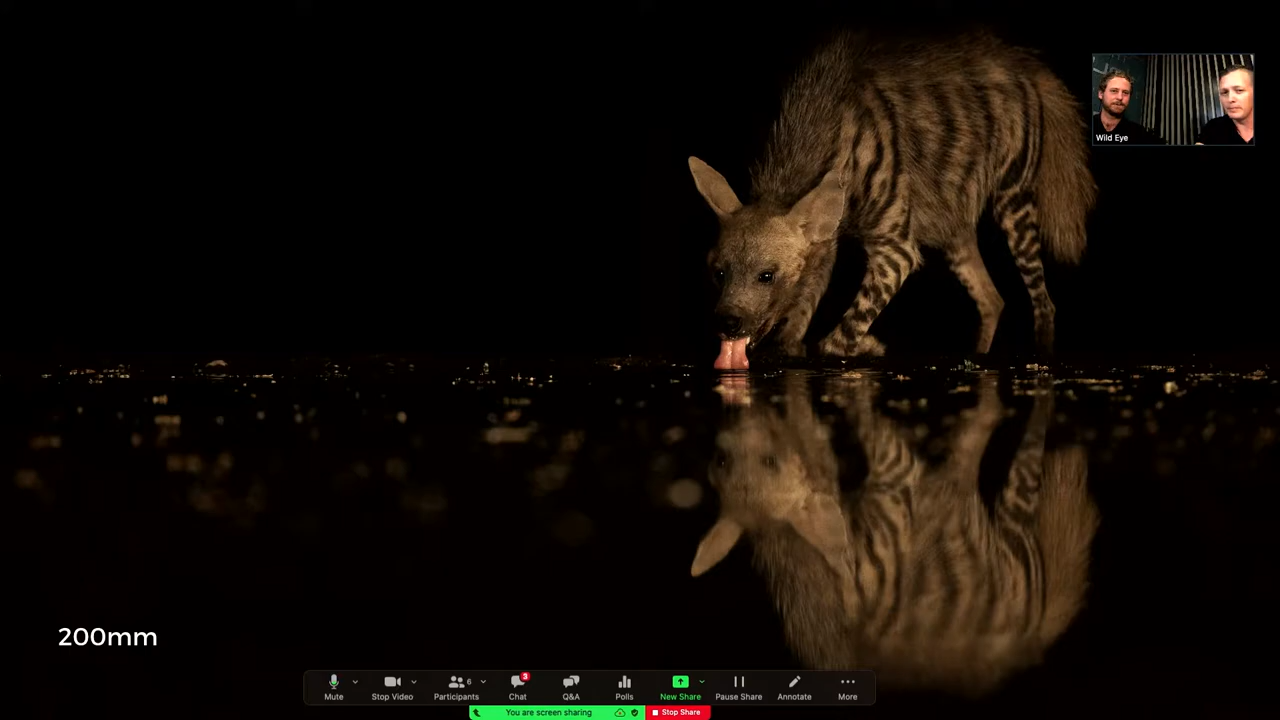 Wild Eye
200mm
Mute
Stop Video
Participants
6
Chat
3
Q&A
Polls
New Share
Pause Share
Annotate
More
You are screen sharing
Stop Share